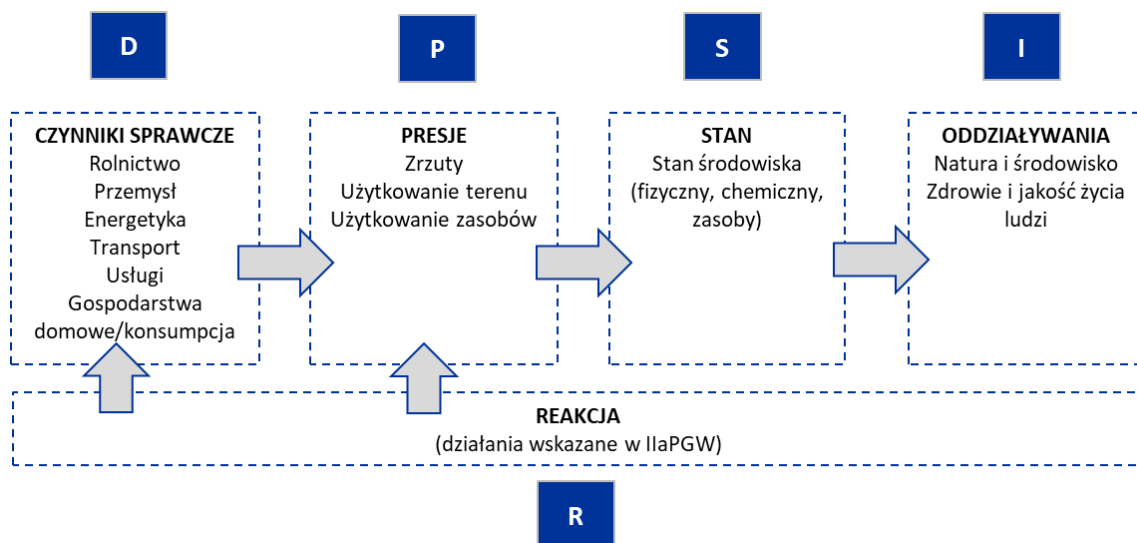 D
P
S
I
CZYNNIKI SPRAWCZE
Rolnictwo
Przemysł
Energetyka
Transport
Usługi
Gospodarstwa
domowe/konsumpcja
PRESJE
Zrzuty
Użytkowanie terenu
Użytkowanie zasobów
STAN
Stan środowiska
(fizyczny, chemiczny,
zasoby)
ODDZIAŁYWANIA
Natura i środowisko
Zdrowie i jakość życia
ludzi
REAKCJA
(działania wskazane w IIaPGW)
R